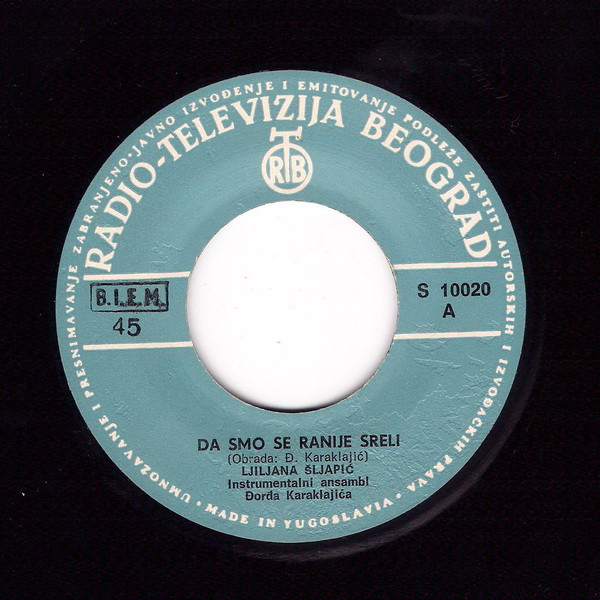 UMNOŽAVANJE I PRESNIMAVANJE ZABRANJENO · JAVNO IZVOĐENJE I EMITOVANJE PODLEŽE ZAŠTITI AUTORSKIH I IZVOĐAČKIH PRAVA ·
RADIO-TELEVIZIJA BEOGRAD
RTB
B.I.E.M.
45
S 10020
A
DA SMO SE RANIJE SRELI
(Obrada: Đ. Karaklajić)
LJILJANA ŠLJAPIĆ
Instrumentalni ansambl
Đorđa Karaklajića
· MADE IN YUGOSLAVIA ·